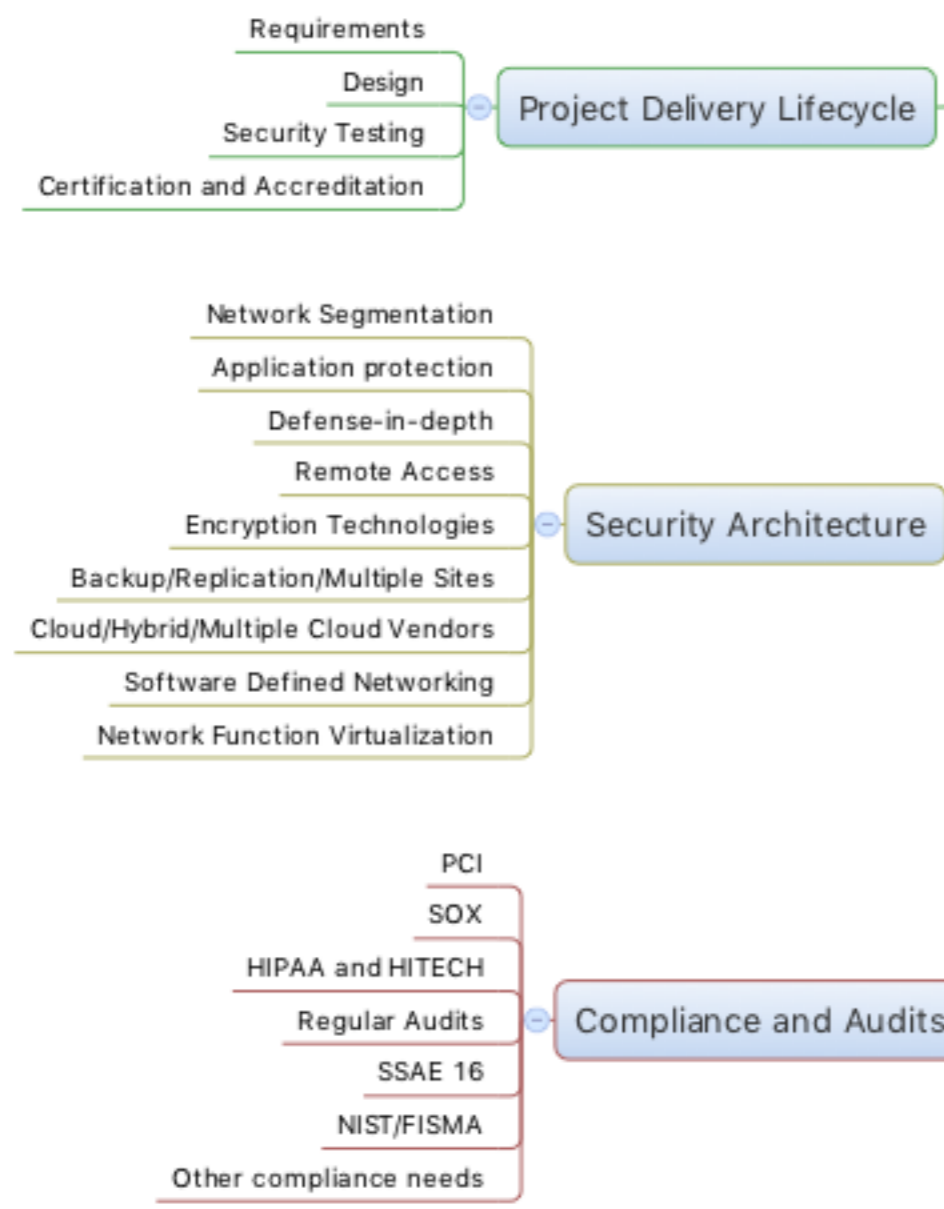 Requirements
Design
Security Testing
Certification and Accreditation
Project Delivery Lifecycle
Network Segmentation
Application protection
Defense-in-depth
Remote Access
Encryption Technologies
Backup/Replication/Multiple Sites
Cloud/Hybrid/Multiple Cloud Vendors
Software Defined Networking
Network Function Virtualization
Security Architecture
PCI
SOX
HIPAA and HITECH
Regular Audits
SSAE 16
NIST/FISMA
Other compliance needs
Compliance and Audits